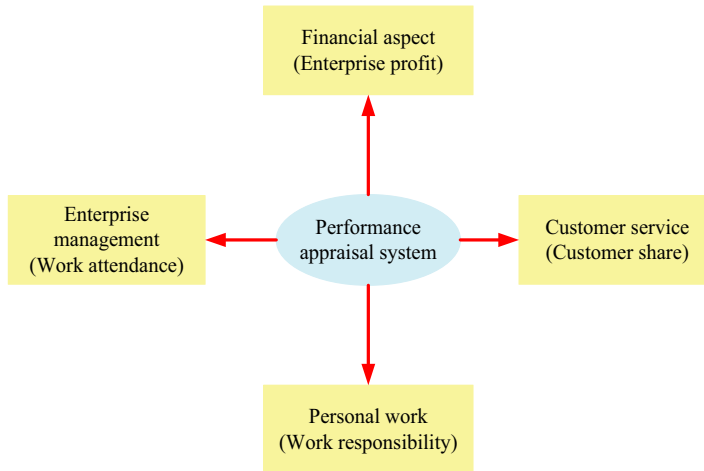 Financial aspect
(Enterprise profit)
Enterprise
management
(Work attendance)
Performance
appraisal system
Customer service
(Customer share)
Personal work
(Work responsibility)